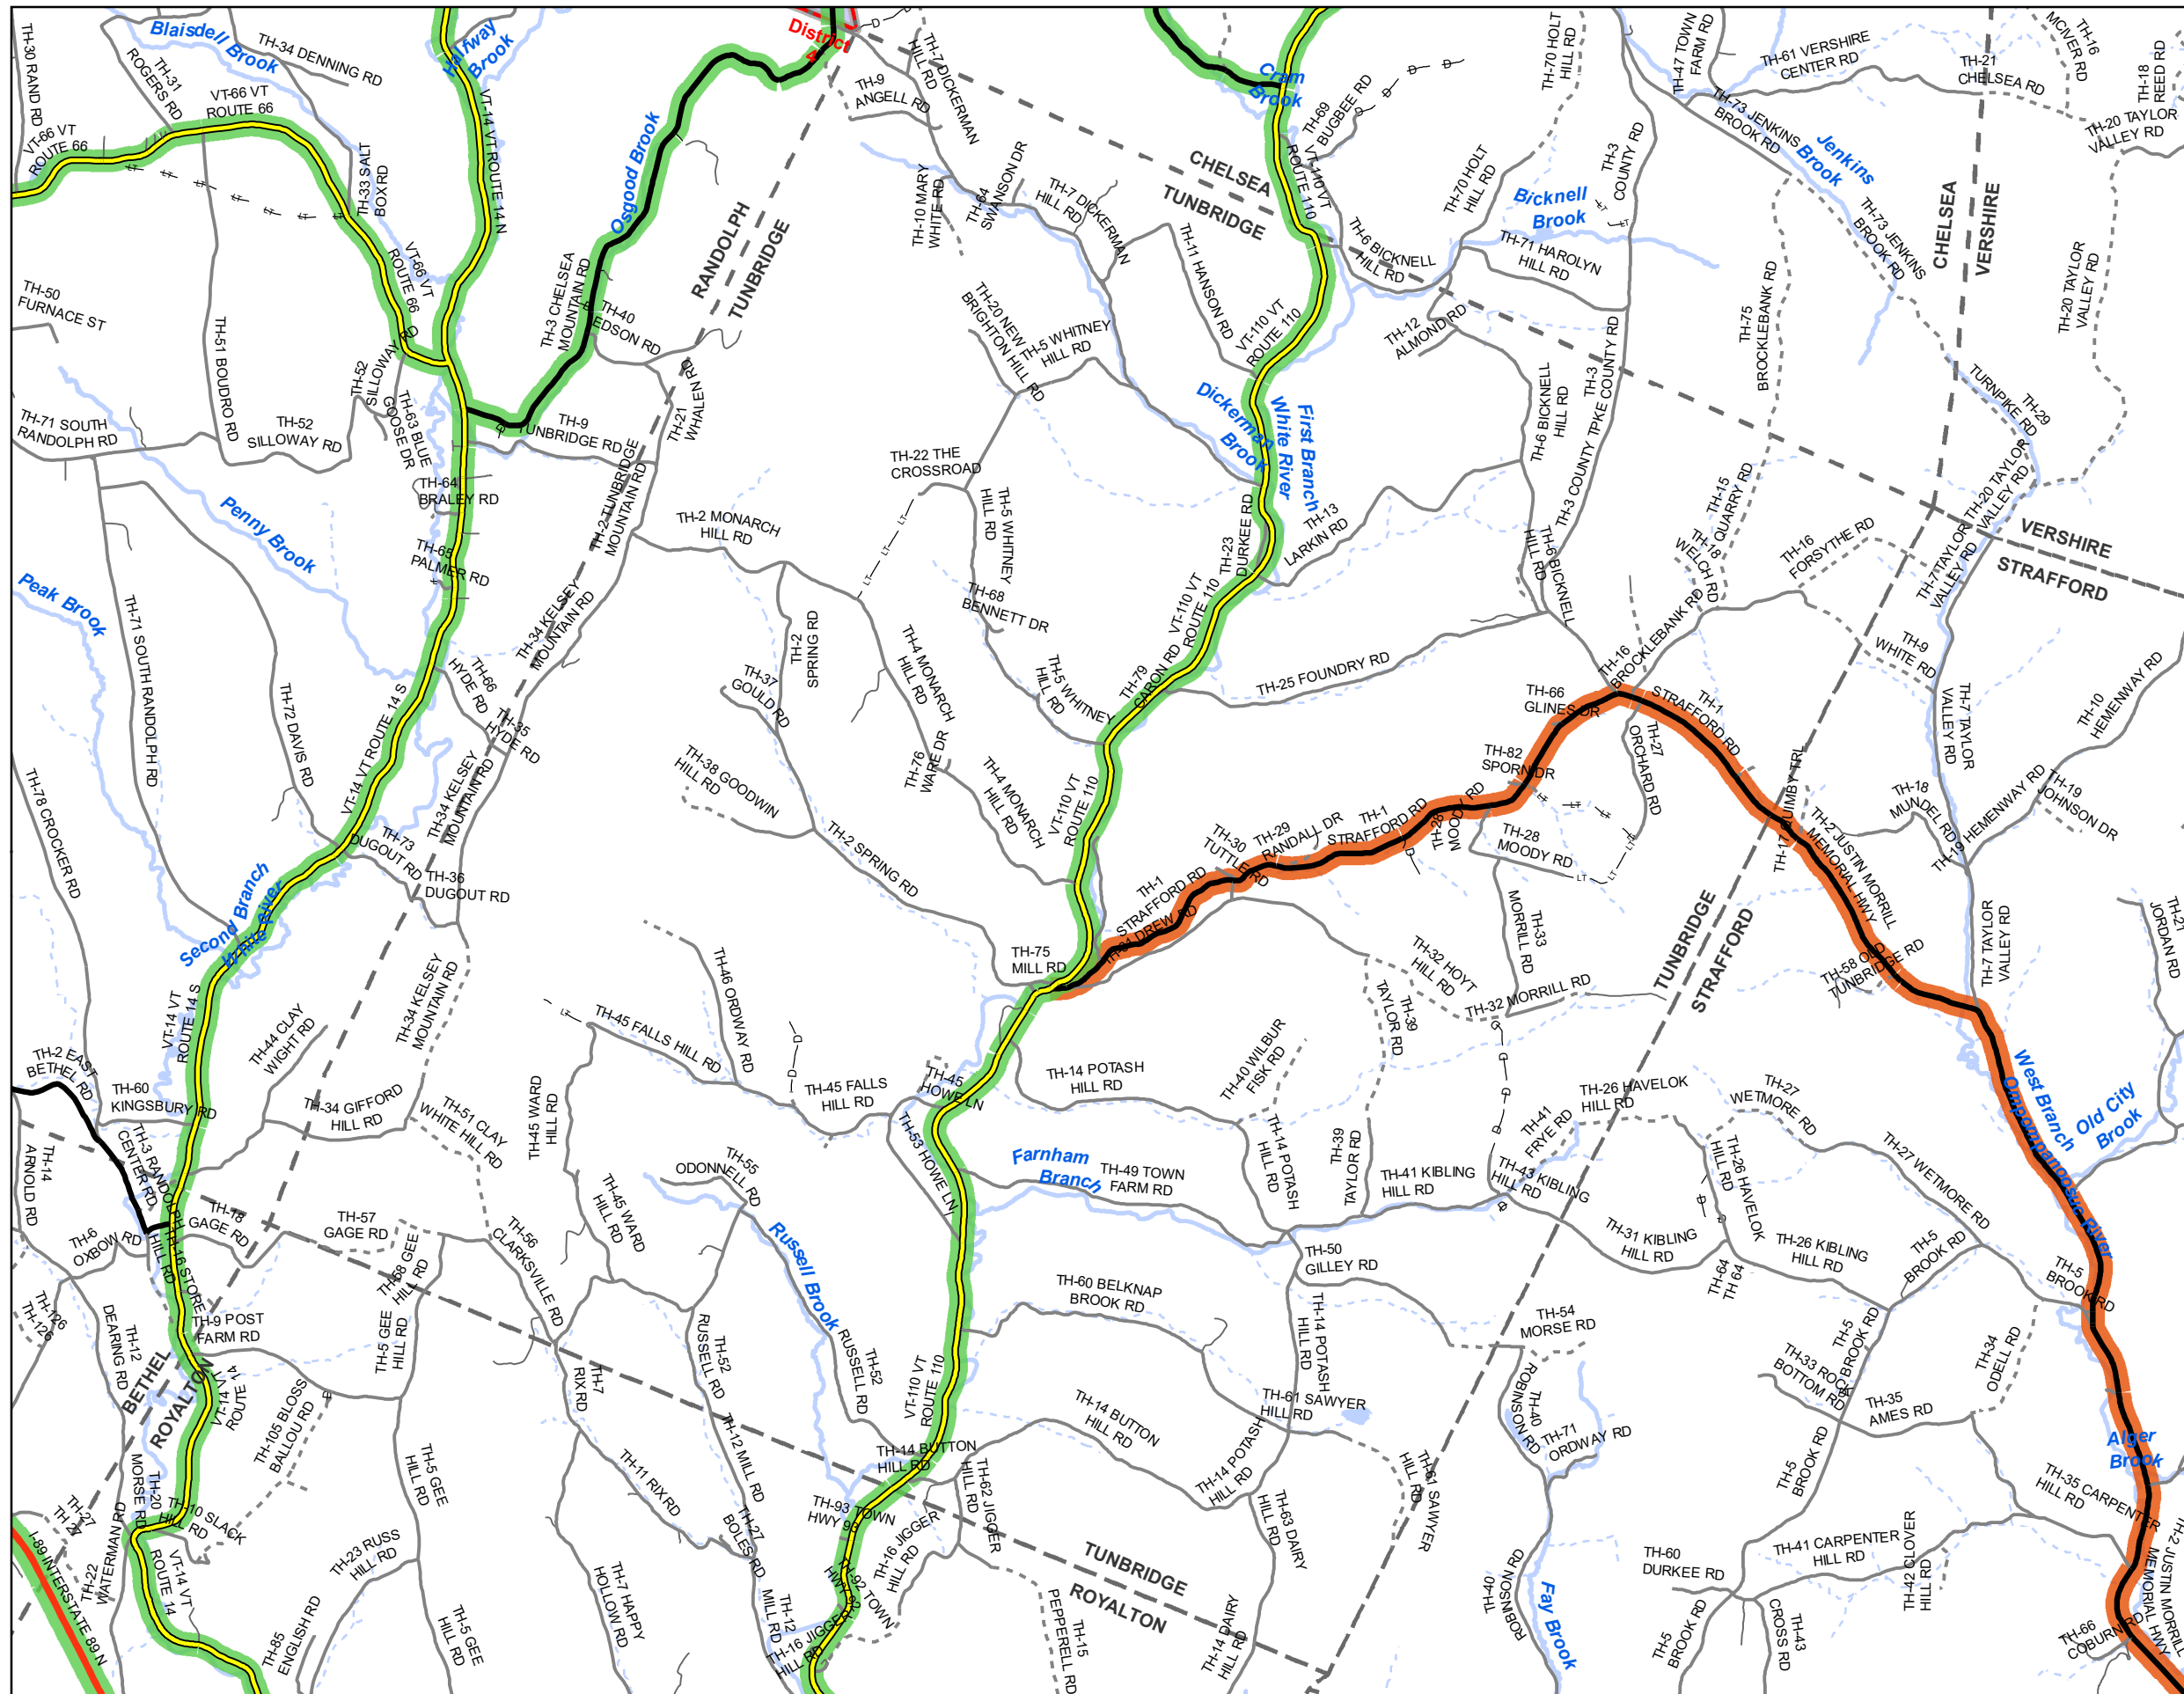 TH-30 RAND RD
Blaisdell Brook
TH-31
ROGERS RD
TH-34 DENNING RD
VT-66 VT
ROUTE 66
VT-66 VT
ROUTE 66
Halfway
Brook
VT-14 VT ROUTE 14 N
TH-33 SALT
BOX RD
VT-66 VT
ROUTE 66
TH-50
FURNACE ST
TH-51 BOUDRO RD
TH-52
SILLOWAY RD
TH-63 BLUE
GOOSE DR
TH-71 SOUTH
RANDOLPH RD
TH-52
SILLOWAY RD
District
4
Osgood Brook
TH-3 CHELSEA
MOUNTAIN RD
TH-40
EDSON RD
RANDOLPH
TUNBRIDGE
TH-21
WHALEN RD
TH-9
TUNBRIDGE RD
TH-9
ANGELL RD
TH-7 DICKERMAN
HILL RD
TH-10 MARY
WHITE RD
TH-64
SWANSON DR
TH-7 DICKERMAN
HILL RD
CHELSEA
TUNBRIDGE
Cram
Brook
TH-69
BUGBEE RD
VT-110 VT
ROUTE 110
TH-70 HOLT
HILL RD
TH-70 HOLT
HILL RD
TH-3
COUNTY RD
TH-47 TOWN
FARM RD
TH-61 VERSHIRE
CENTER RD
TH-21
CHELSEA RD
TH-16
MCIVER RD
TH-18
REED RD
TH-20 TAYLOR
VALLEY RD
TH-73 JENKINS
BROOK RD
Jenkins
Brook
TH-73 JENKINS
BROOK RD
CHELSEA
VERSHIRE
TH-20 TAYLOR
VALLEY RD
Bicknell
Brook
TH-6 BICKNELL
HILL RD
TH-71 HAROLYN
HILL RD
TH-12
ALMOND RD
TH-11 HANSON RD
VT-110 VT
ROUTE 110
TH-20 NEW
BRIGHTON HILL RD
TH-5 WHITNEY
HILL RD
TH-75
BROCKLEBANK RD
TH-3
COUNTY RD
TH-3 COUNTY TPKE
TH-6 BICKNELL
HILL RD
TH-29
TURNPIKE RD
Dickerman
Brook
First Branch
White River
TH-22 THE
CROSSROAD
TH-5 WHITNEY
HILL RD
TH-23
DURKEE RD
TH-13
LARKIN RD
TH-6 BICKNELL
HILL RD
TH-15
QUARRY RD
TH-18
WELCH RD
TH-16
FORSYTHE RD
TH-20 TAYLOR
VALLEY RD
TH-7 TAYLOR
VALLEY RD
VERSHIRE
STRAFFORD
TH-64
BRALEY RD
TH-65
PALMER RD
Penny Brook
Peak Brook
TH-2 TUNBRIDGE
MOUNTAIN RD
TH-2 MONARCH
HILL RD
TH-34 KELSEY
MOUNTAIN RD
TH-68
BENNETT DR
VT-110 VT
ROUTE 110
TH-71 SOUTH RANDOLPH RD
TH-72 DAVIS RD
VT-14 VT ROUTE 14 S
TH-66
HYDE RD
TH-35
HYDE RD
TH-34 KELSEY
MOUNTAIN RD
TH-2
SPRING RD
TH-37
GOULD RD
TH-38 GOODWIN
HILL RD
TH-4 MONARCH
HILL RD
TH-76
WARE DR
TH-4 MONARCH
HILL RD
TH-5 WHITNEY
HILL RD
TH-79
CARON RD
TH-25 FOUNDRY RD
TH-16
BROCKLEBANK RD
TH-66
GLINES DR
TH-1
STRAFFORD RD
TH-27
ORCHARD RD
TH-82
SPORN DR
TH-9
WHITE RD
TH-7 TAYLOR
VALLEY RD
TH-10
HEMENWAY RD
TH-18
MUNDEL RD
TH-19 HEMENWAY RD
TH-19
JOHNSON DR
TH-78 CROCKER RD
TH-73
DUGOUT RD
TH-36
DUGOUT RD
Second Branch
White River
TH-2 SPRING RD
VT-110 VT
ROUTE 110
TH-30
TUTTLE RD
TH-29
RANDALL DR
TH-1
STRAFFORD RD
TH-28
MOODY RD
TH-28
MOODY RD
TH-17 QUIMBY TRL
TH-2 JUSTIN MORRILL
MEMORIAL HWY
TH-1
STRAFFORD RD
TH-81 DREW RD
TH-75
MILL RD
TH-33
MORRILL RD
TH-32 HOYT
HILL RD
TH-32 MORRILL RD
TH-39
TAYLOR RD
TUNBRIDGE
STRAFFORD
TH-58 OLD
TUNBRIDGE RD
TH-7 TAYLOR
VALLEY RD
JORDAN RD
VT-14 VT
ROUTE 14 S
TH-44 CLAY
WIGHT RD
TH-34 KELSEY
MOUNTAIN RD
TH-46 ORDWAY RD
TH-45 FALLS HILL RD
TH-2 EAST
BETHEL RD
TH-60
KINGSBURY RD
TH-34 GIFFORD
HILL RD
TH-51 CLAY
WHITE HILL RD
TH-45 WARD
HILL RD
TH-45 FALLS
HILL RD
TH-45
HOWE LN
TH-14 POTASH
HILL RD
TH-40 WILBUR
FISK RD
TH-26 HAVELOK
HILL RD
TH-27
WETMORE RD
West Branch
Ompompanoosuc River
Old City
Brook
TH-14
ARNOLD RD
TH-3 RANDOLPH
CENTER RD
TH-53 HOWE LN
TH-55
ODONNELL RD
Farnham
Branch
TH-49 TOWN
FARM RD
TH-14 POTASH
HILL RD
TH-39
TAYLOR RD
TH-41 KIBLING
HILL RD
TH-41
FRYE RD
TH-43 KIBLING
HILL RD
TH-26 HAVELOK
HILL RD
TH-27 WETMORE RD
TH-6
OXBOW RD
TH-18
GAGE RD
TH-57
GAGE RD
TH-56
CLARKSVILLE RD
TH-45 WARD
HILL RD
Russell Brook
TH-31 KIBLING
HILL RD
TH-26 KIBLING
HILL RD
TH-5
BROOK RD
TH-5
BROOK RD
TH-16 STORE
HILL RD
TH-58 GEE
HILL RD
TH-50
GILLEY RD
TH-64
TH 64
TH-126
TH-126
TH-12
DEARING RD
TH-9 POST
FARM RD
TH-5 GEE
HILL RD
TH-60 BELKNAP
BROOK RD
TH-14 POTASH
HILL RD
TH-54
MORSE RD
TH-5
BROOK RD
TH-34
ODELL RD
BETHEL
ROYALTON
VT-14 VT
ROUTE 14
TH-7
RIX RD
TH-52
RUSSELL RD
TH-52
RUSSELL RD
VT-110 VT
ROUTE 110
TH-61 SAWYER
HILL RD
TH-40
ROBINSON RD
TH-33 ROCK
BOTTOM RD
TH-35
AMES RD
TH-105 BLOSS
BALLOU RD
TH-5 GEE
HILL RD
TH-11 RIX RD
TH-12 MILL RD
TH-14 BUTTON
HILL RD
TH-14 BUTTON
HILL RD
TH-14 POTASH
HILL RD
TH-71
ORDWAY RD
TH-5
BROOK RD
Alger
Brook
TH-27
TH-27
TH-20
MORSE RD
TH-10 SLACK
HILL RD
TH-27
BOLES RD
TH-93 TOWN
HWY 93
TH-16 JIGGER
HILL RD
TH-62 JIGGER
HILL RD
TH-63 DAIRY
HILL RD
TH-61 SAWYER
HILL RD
TH-35 CARPENTER
HILL RD
I-89 INTERSTATE 89 N
TH-22
WATERMAN RD
VT-14 VT
ROUTE 14
TH-23 RUSS
HILL RD
TH-7 HAPPY
HOLLOW RD
TH-92 TOWN
HWY 92
TUNBRIDGE
ROYALTON
TH-60
DURKEE RD
TH-41 CARPENTER
HILL RD
TH-42 CLOVER
HILL RD
TH-2 JUSTIN MORRILL
MEMORIAL HWY
TH-85
ENGLISH RD
TH-5 GEE
HILL RD
TH-12
MILL RD
TH-16 JIGGER
HILL RD
TH-15
PEPPERELL RD
TH-14 DAIRY
HILL RD
TH-40
ROBINSON RD
Fay Brook
TH-5
BROOK RD
TH-43
CROSS RD
TH-66
COBURN RD